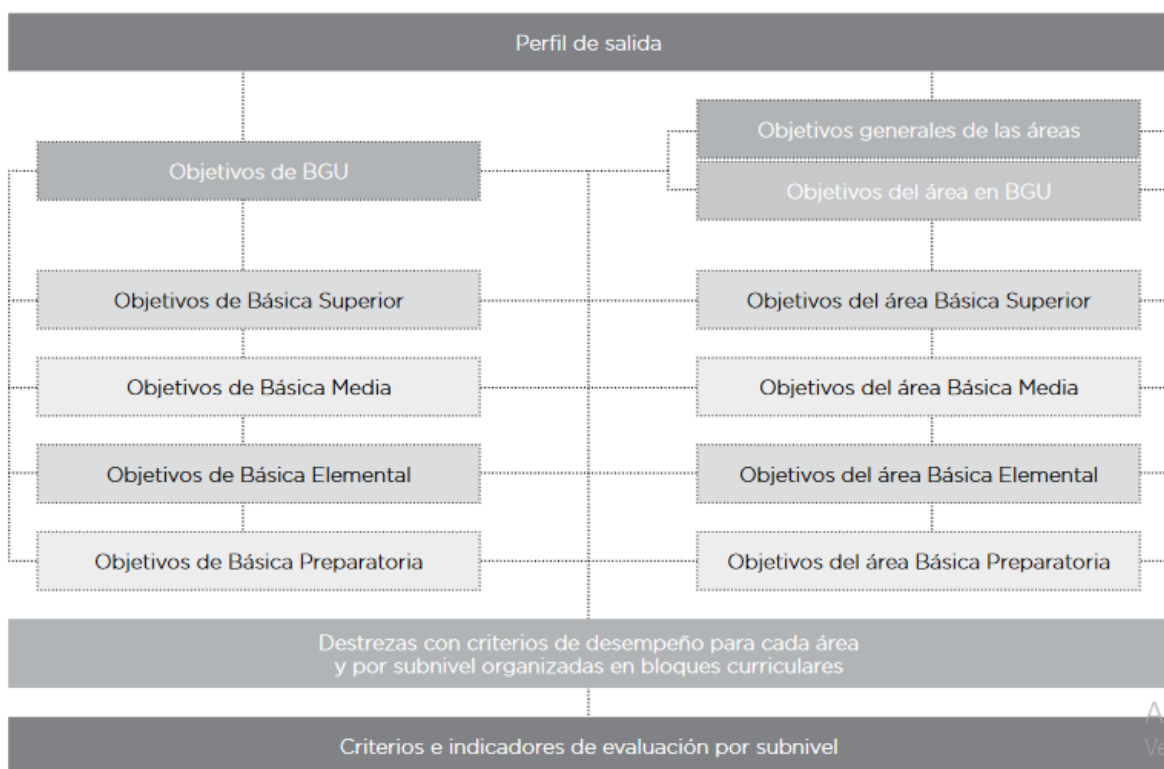 Perfil de salida
Objetivos generales de las áreas
Objetivos de BGU
Objetivos del área en BGU
Objetivos de Básica Superior
Objetivos del área Básica Superior
Objetivos de Básica Media
Objetivos del área Básica Media
Objetivos de Básica Elemental
Objetivos del área Básica Elemental
Objetivos de Básica Preparatoria
Objetivos del área Básica Preparatoria
Destrezas con criterios de desempeño para cada área
y por subnivel organizadas en bloques curriculares
Criterios e indicadores de evaluación por subnivel